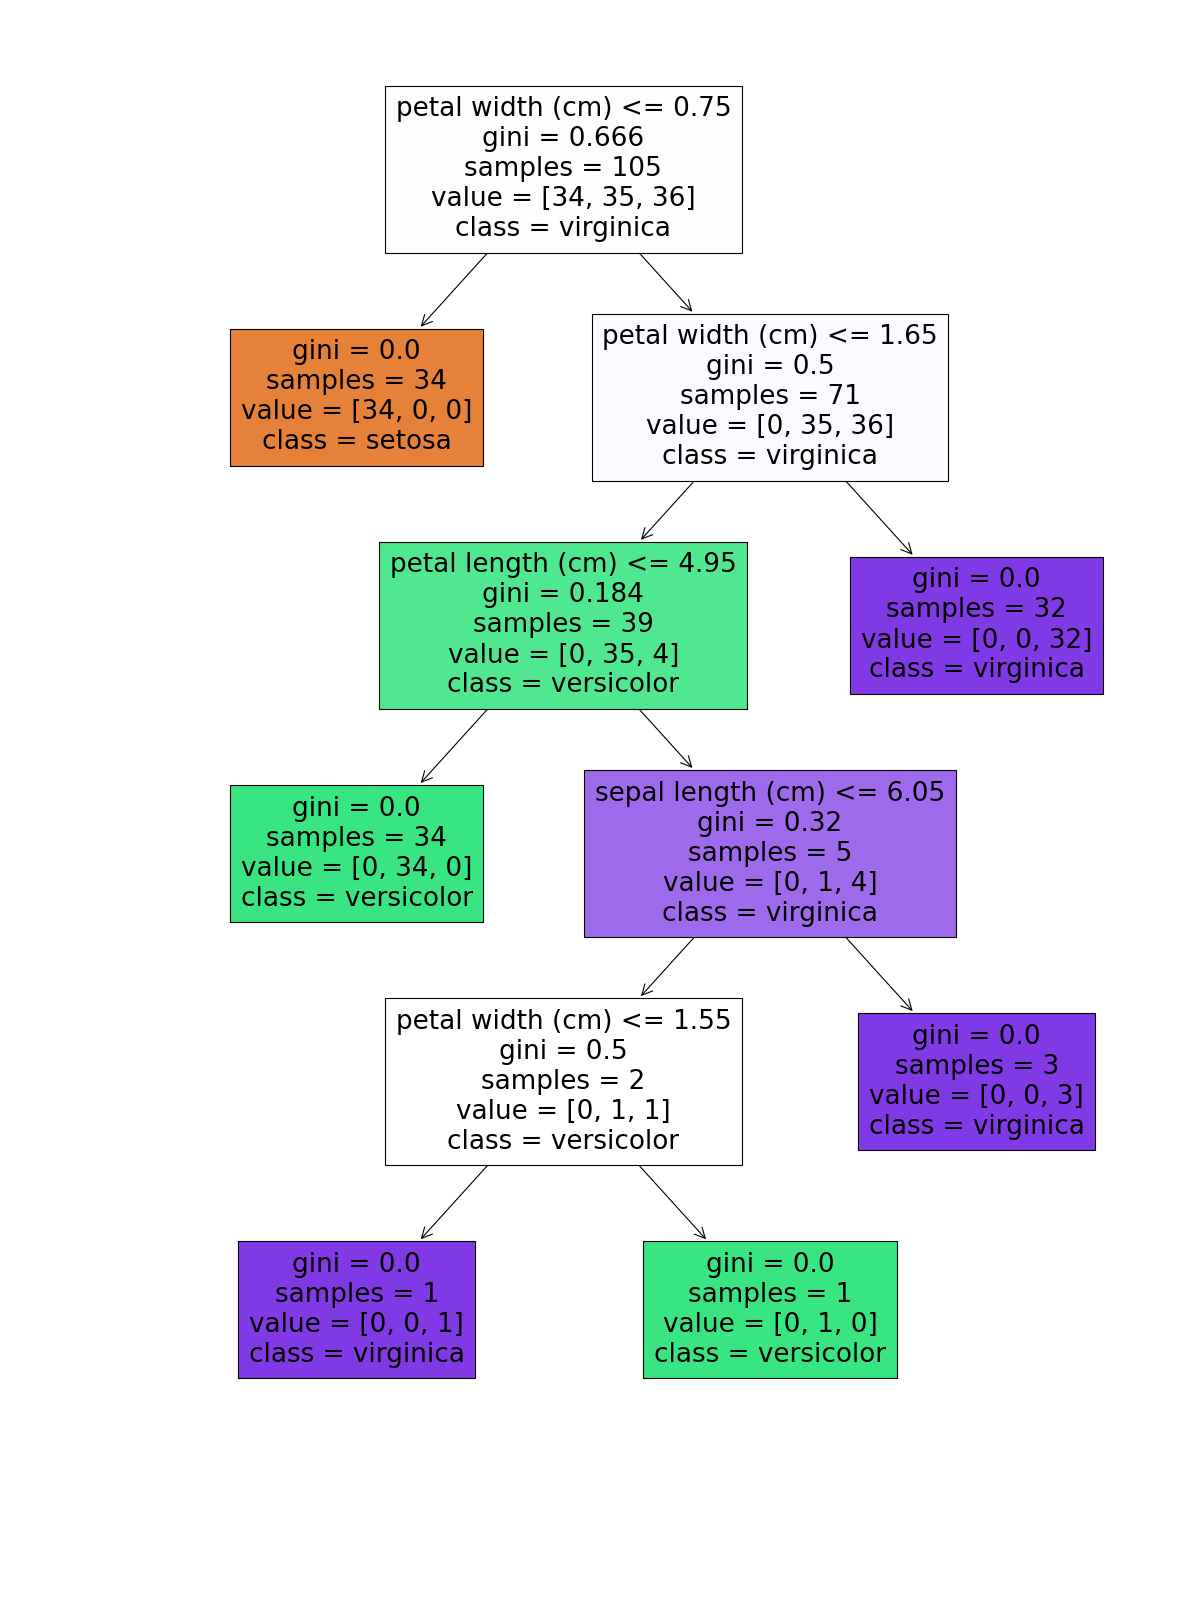 petal width (cm) <= 0.75
gini = 0.666
samples = 105
value = [34, 35, 36]
class = virginica
gini = 0.0
samples = 34
value = [34, 0, 0]
class = setosa
petal width (cm) <= 1.65
gini = 0.5
samples = 71
value = [0, 35, 36]
class = virginica
petal length (cm) <= 4.95
gini = 0.184
samples = 39
value = [0, 35, 4]
class = versicolor
gini = 0.0
samples = 32
value = [0, 0, 32]
class = virginica
gini = 0.0
samples = 34
value = [0, 34, 0]
class = versicolor
sepal length (cm) <= 6.05
gini = 0.32
samples = 5
value = [0, 1, 4]
class = virginica
petal width (cm) <= 1.55
gini = 0.5
samples = 2
value = [0, 1, 1]
class = versicolor
gini = 0.0
samples = 3
value = [0, 0, 3]
class = virginica
gini = 0.0
samples = 1
value = [0, 0, 1]
class = virginica
gini = 0.0
samples = 1
value = [0, 1, 0]
class = versicolor